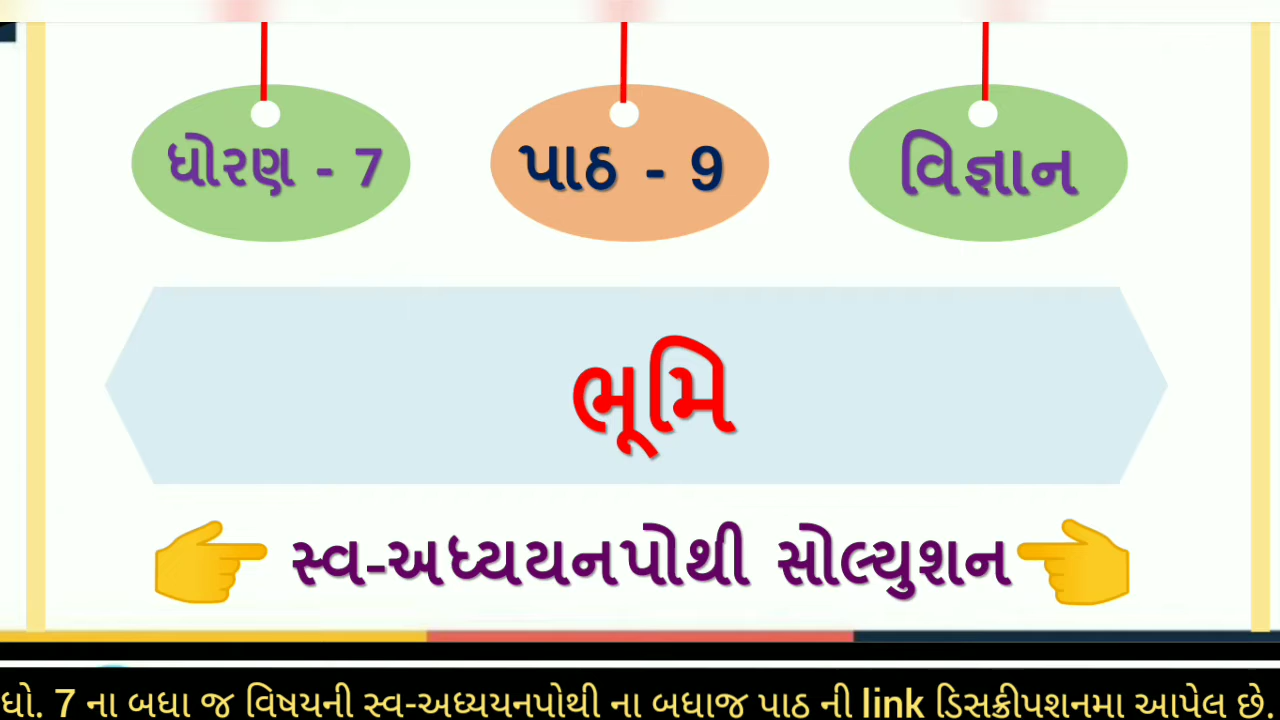 ધોરણ - 7
પાઠ - 9
વિજ્ઞાન
ભૂમિ
સ્વ-અધ્યયનપોથી સોલ્યુશન
ધો. 7 ના બધા જ વિષયની સ્વ-અધ્યયનપોથી ના બધાજ પાઠ ની link ડિસક્રીપશનમા આપેલ છે.